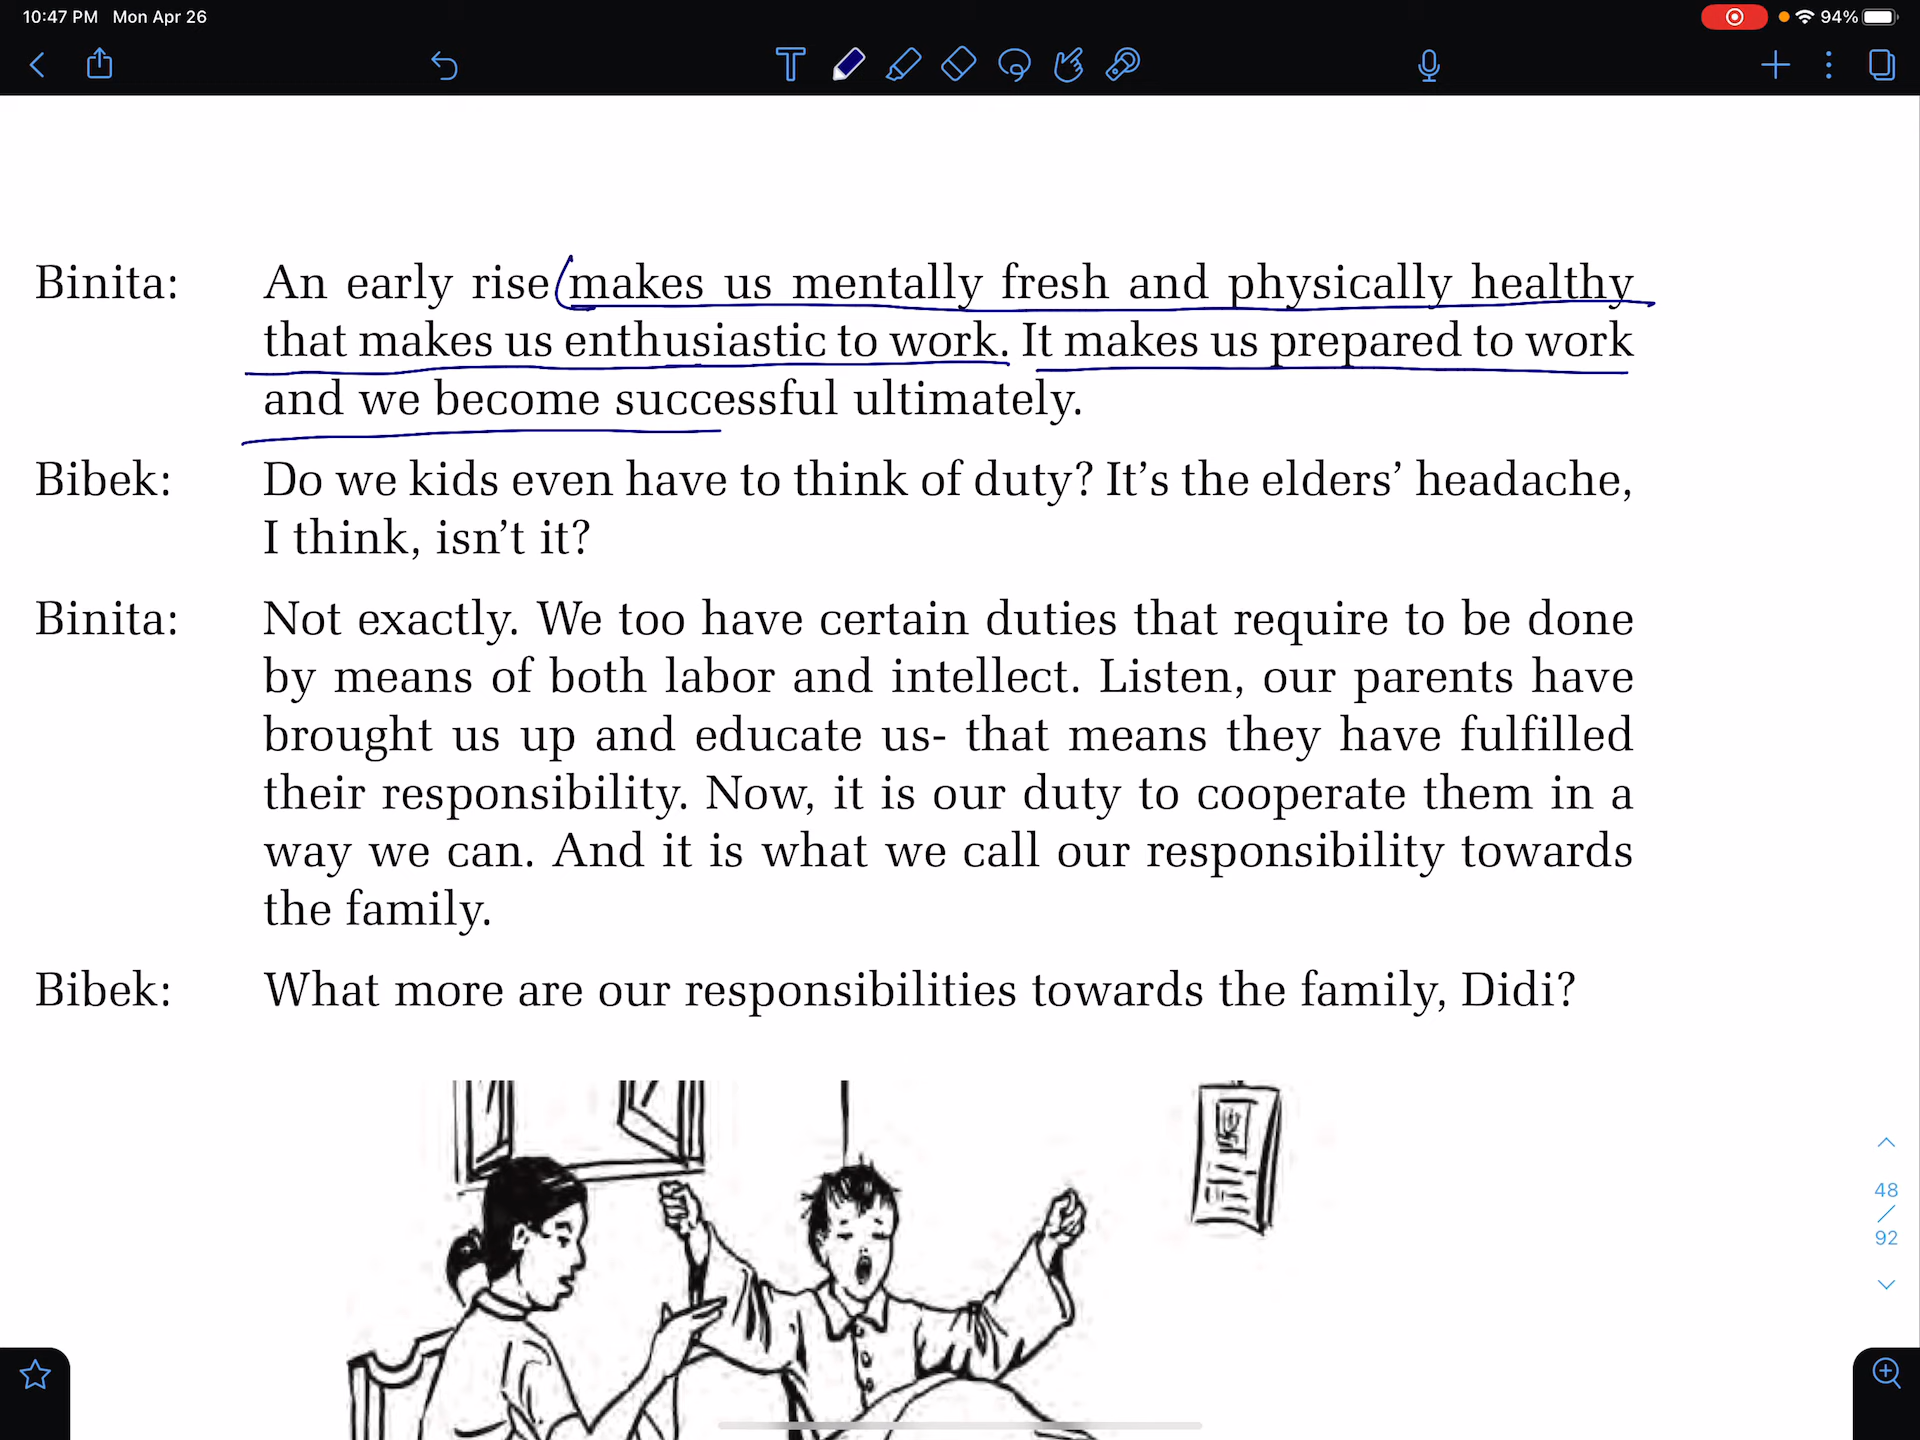 10:47 PM Mon Apr 26
94%
Binita: An early rise makes us mentally fresh and physically healthy
that makes us enthusiastic to work. It makes us prepared to work
and we become successful ultimately.
Bibek: Do we kids even have to think of duty? It’s the elders’ headache,
I think, isn’t it?
Binita: Not exactly. We too have certain duties that require to be done
by means of both labor and intellect. Listen, our parents have
brought us up and educate us- that means they have fulfilled
their responsibility. Now, it is our duty to cooperate them in a
way we can. And it is what we call our responsibility towards
the family.
Bibek: What more are our responsibilities towards the family, Didi?
48
/
92